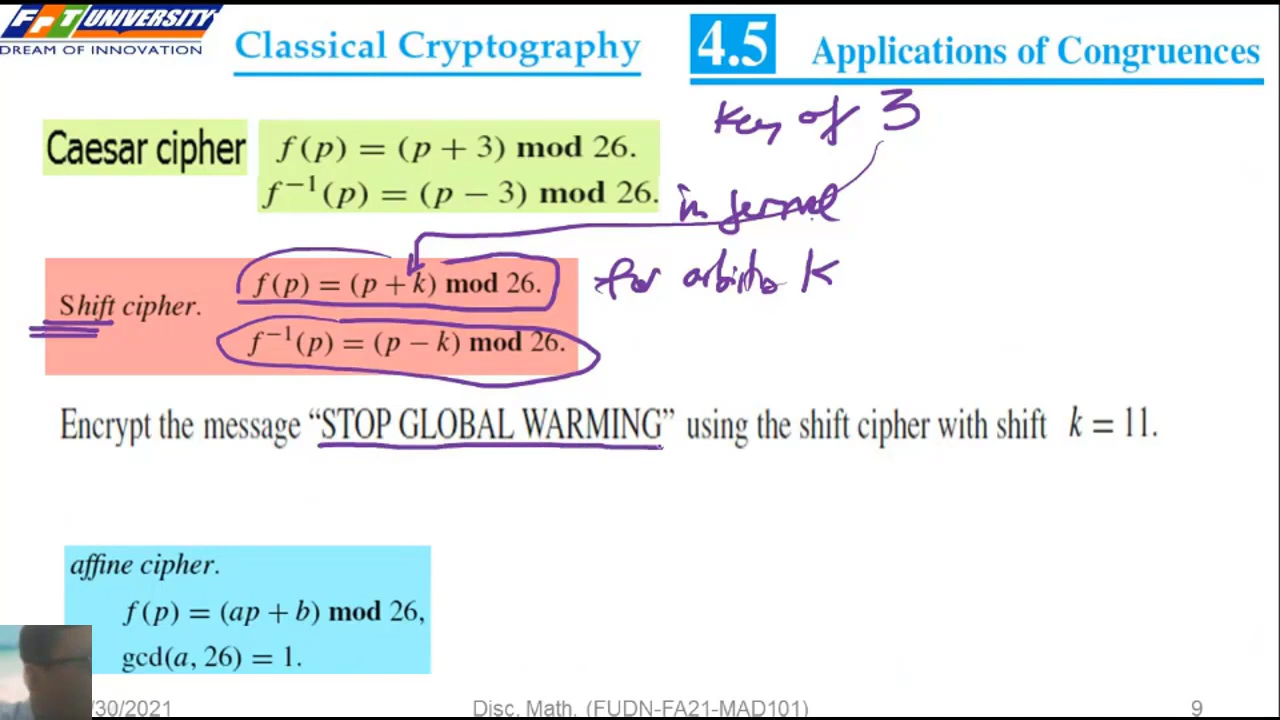 FPT UNIVERSITY
DREAM OF INNOVATION
Classical Cryptography
4.5 Applications of Congruences
Key of 3
Caesar cipher
f(p) = (p + 3) mod 26.
f⁻¹(p) = (p − 3) mod 26.
in
Shift cipher.
f(p) = (p + k) mod 26.
f⁻¹(p) = (p − k) mod 26.
for k
Encrypt the message “STOP GLOBAL WARMING” using the shift cipher with shift k = 11.
affine cipher.
f(p) = (ap + b) mod 26,
gcd(a, 26) = 1.
/30/2021
Disc. Math. (FUDN-FA21-MAD101)
9